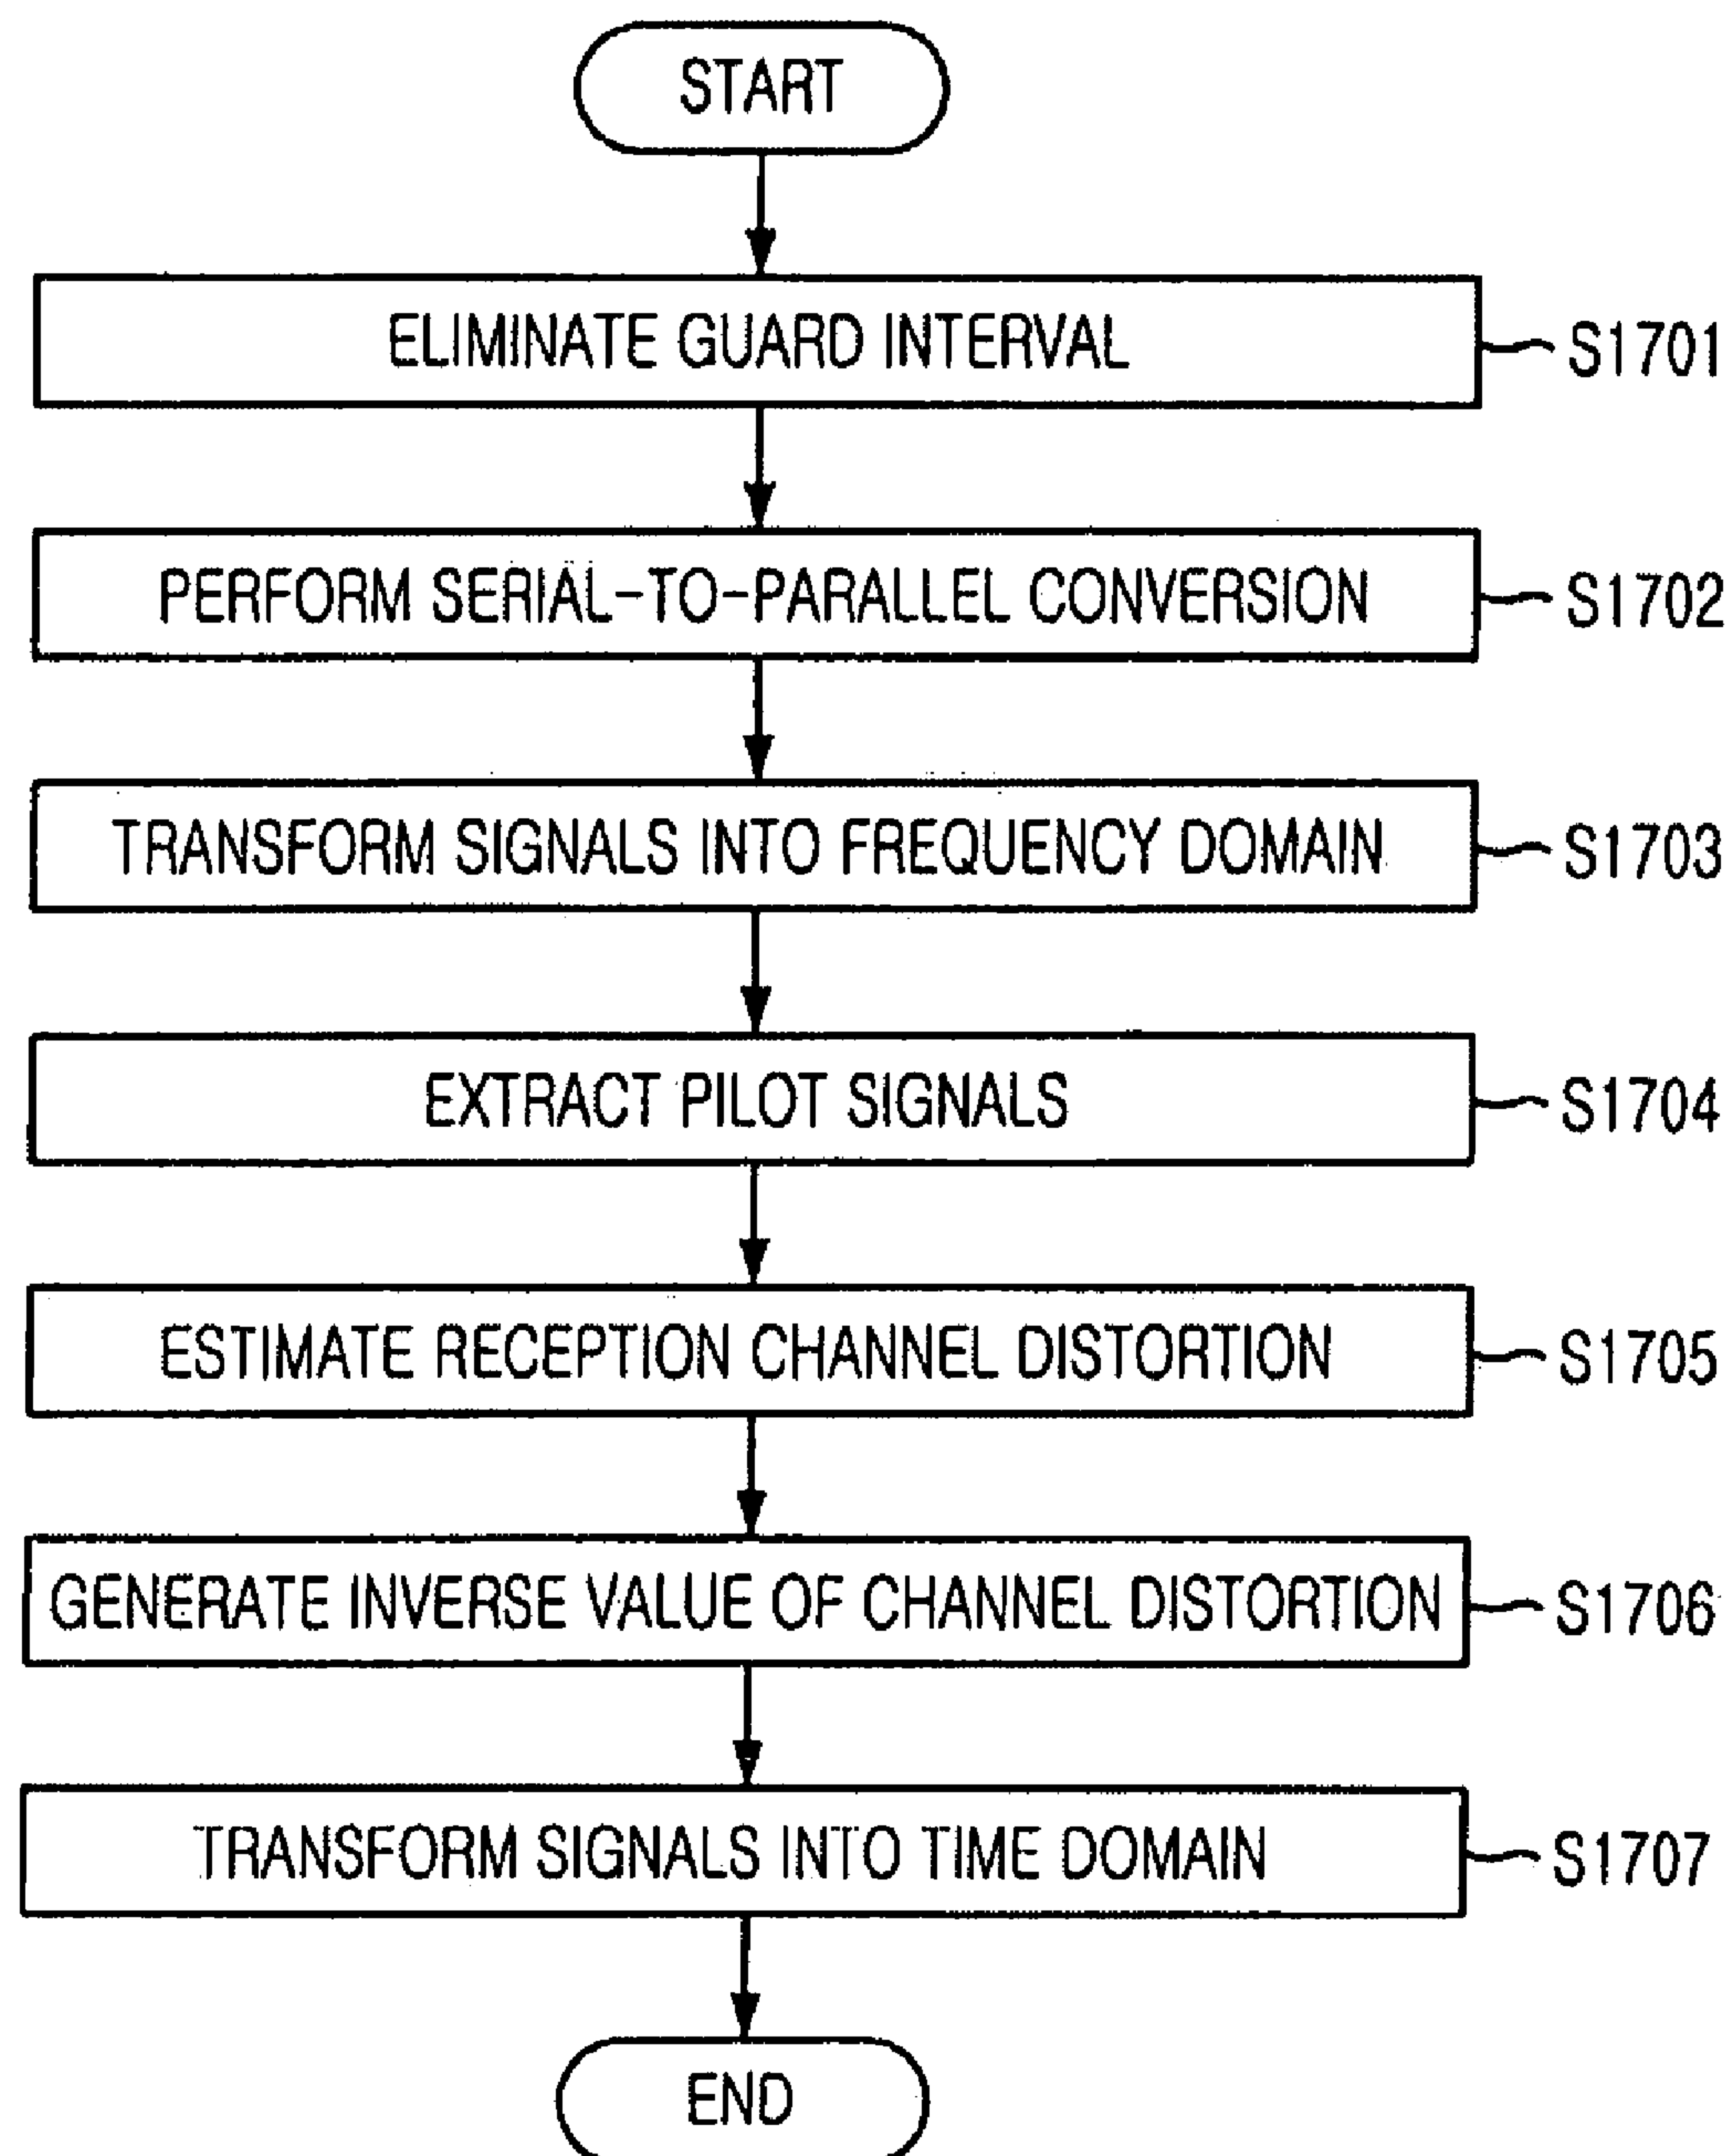 START
ELIMINATE GUARD INTERVAL
S1701
PERFORM SERIAL-TO-PARALLEL CONVERSION
S1702
TRANSFORM SIGNALS INTO FREQUENCY DOMAIN
S1703
EXTRACT PILOT SIGNALS
S1704
ESTIMATE RECEPTION CHANNEL DISTORTION
S1705
GENERATE INVERSE VALUE OF CHANNEL DISTORTION
S1706
TRANSFORM SIGNALS INTO TIME DOMAIN
S1707
END